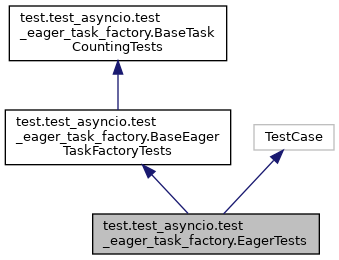 test.test_asyncio.test
_eager_task_factory.BaseTask
CountingTests
test.test_asyncio.test
_eager_task_factory.BaseEager
TaskFactoryTests
TestCase
test.test_asyncio.test
_eager_task_factory.EagerTests